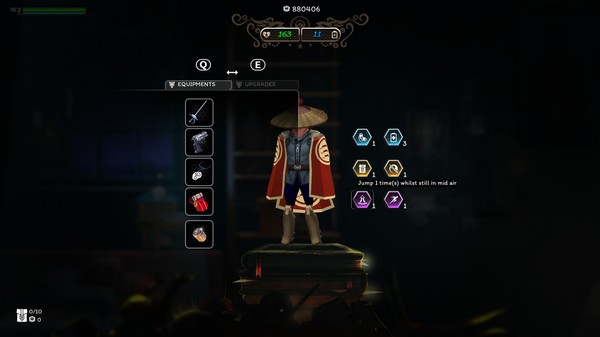 880406
163 11
Q E
EQUIPMENTS UPGRADES
1 3
1 1
Jump 1 time(s) whilst still in mid air
1 1
0/10
0